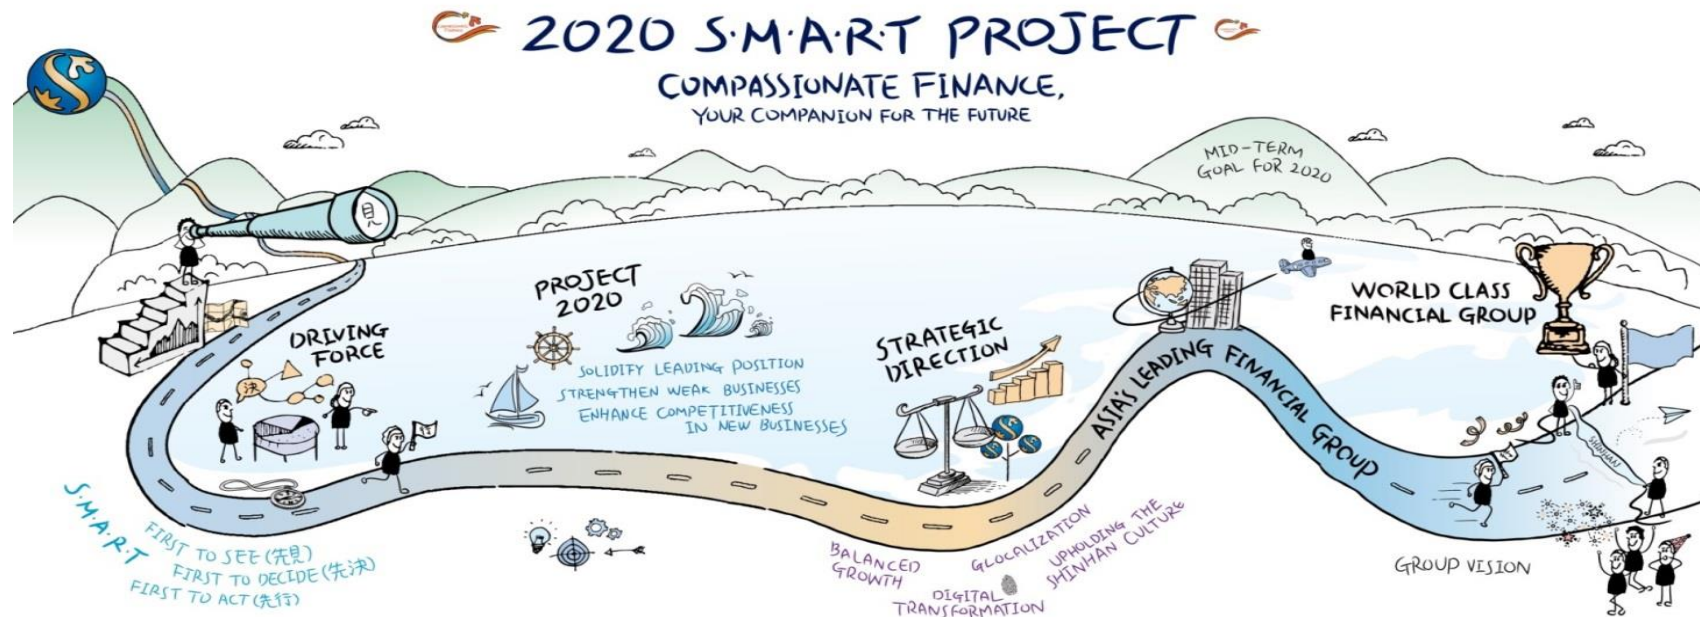 2020 S·M·A·R·T PROJECT
COMPASSIONATE FINANCE,
YOUR COMPANION FOR THE FUTURE
MID-TERM
GOAL FOR 2020
見
DRIVING
FORCE
決
PROJECT
2020
SOLIDIFY LEADING POSITION
STRENGTHEN WEAK BUSINESSES
ENHANCE COMPETITIVENESS
IN NEW BUSINESSES
STRATEGIC
DIRECTION
ASIA'S LEADING FINANCIAL GROUP
WORLD CLASS
FINANCIAL GROUP
SHINHAN
S·M·A·R·T
FIRST TO SEE (先見)
FIRST TO DECIDE (先決)
FIRST TO ACT (先行)
BALANCED
GROWTH
GLOCALIZATION
DIGITAL
TRANSFORMATION
UPHOLDING THE
SHINHAN CULTURE
GROUP VISION